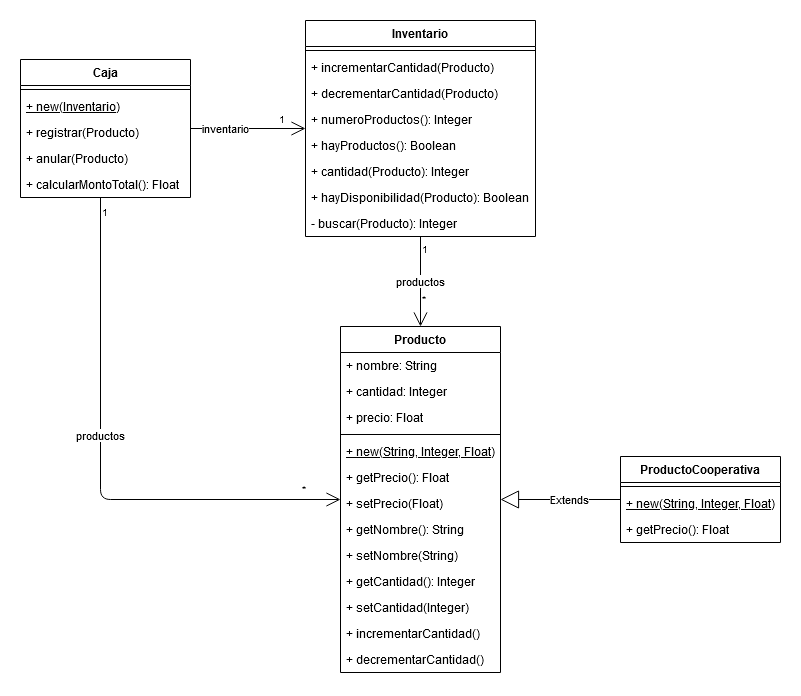 Caja
+ new(Inventario)
+ registrar(Producto)
+ anular(Producto)
+ calcularMontoTotal(): Float
inventario
1
Inventario
+ incrementarCantidad(Producto)
+ decrementarCantidad(Producto)
+ numeroProductos(): Integer
+ hayProductos(): Boolean
+ cantidad(Producto): Integer
+ hayDisponibilidad(Producto): Boolean
- buscar(Producto): Integer
1
productos
*
1
productos
*
Producto
+ nombre: String
+ cantidad: Integer
+ precio: Float
+ new(String, Integer, Float)
+ getPrecio(): Float
+ setPrecio(Float)
+ getNombre(): String
+ setNombre(String)
+ getCantidad(): Integer
+ setCantidad(Integer)
+ incrementarCantidad()
+ decrementarCantidad()
Extends
ProductoCooperativa
+ new(String, Integer, Float)
+ getPrecio(): Float